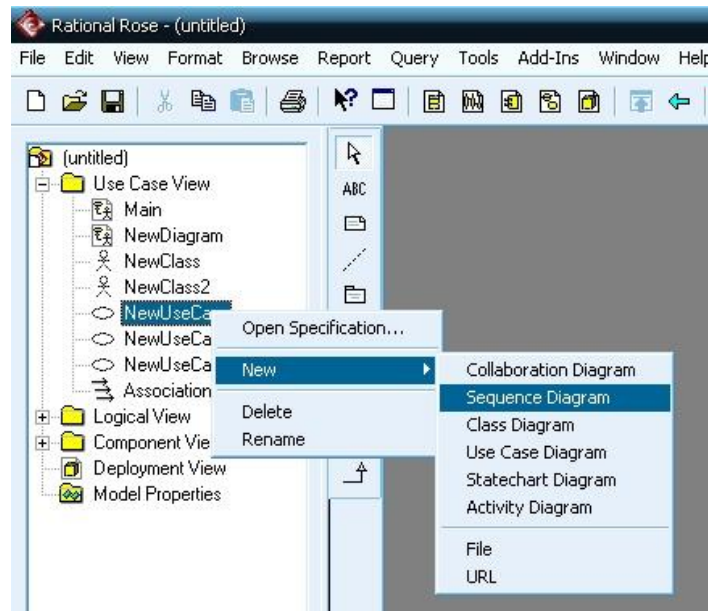 Rational Rose - (untitled)
File Edit View Format Browse Report Query Tools Add-Ins Window Help
(untitled)
Use Case View
Main
NewDiagram
NewClass
NewClass2
NewUseCa
NewUseCa
NewUseCa
Association
Logical View
Component Vie
Deployment View
Model Properties
ABC
Open Specification...
New
Delete
Rename
Collaboration Diagram
Sequence Diagram
Class Diagram
Use Case Diagram
Statechart Diagram
Activity Diagram
File
URL